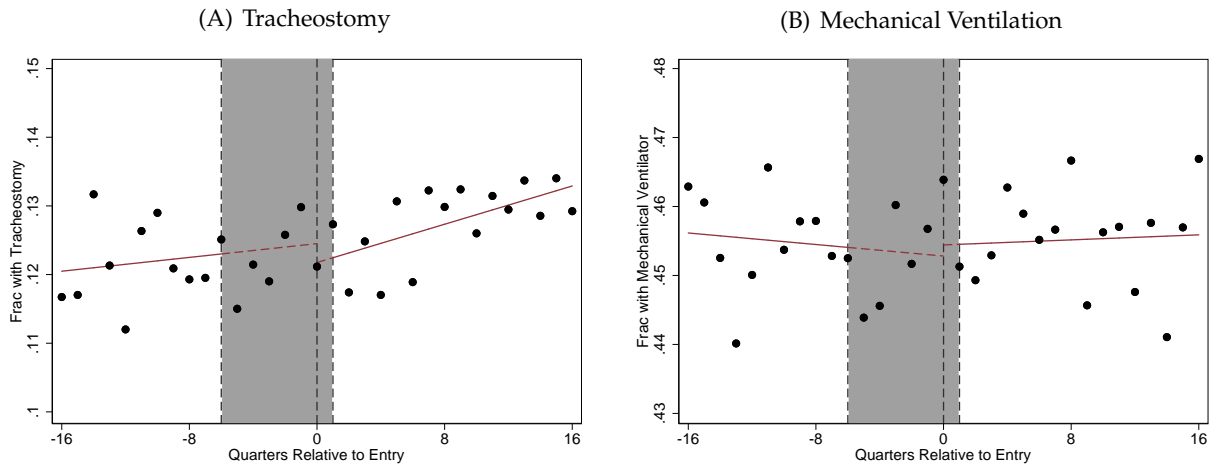 (A) Tracheostomy
Frac with Tracheostomy
.15
.14
.13
.12
.11
.1
-16 -8 0 8 16
Quarters Relative to Entry
(B) Mechanical Ventilation
Frac with Mechanical Ventilator
.48
.47
.46
.45
.44
.43
-16 -8 0 8 16
Quarters Relative to Entry